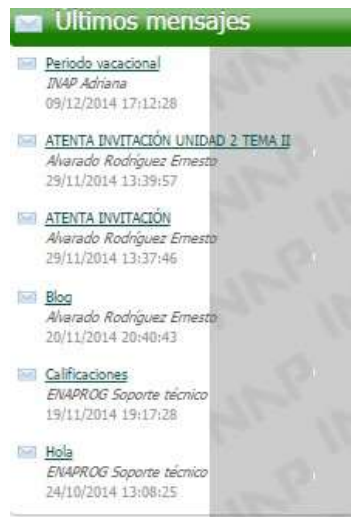 Últimos mensajes
Periodo vacacional
INAP Adriana
09/12/2014 17:12:28
ATENTA INVITACIÓN UNIDAD 2 TEMA II
Alvarado Rodríguez Ernesto
29/11/2014 13:39:57
ATENTA INVITACIÓN
Alvarado Rodríguez Ernesto
29/11/2014 13:37:46
Blog
Alvarado Rodríguez Ernesto
20/11/2014 20:40:43
Calificaciones
ENAPROG Soporte técnico
19/11/2014 19:17:28
Hola
ENAPROG Soporte técnico
24/10/2014 13:08:25